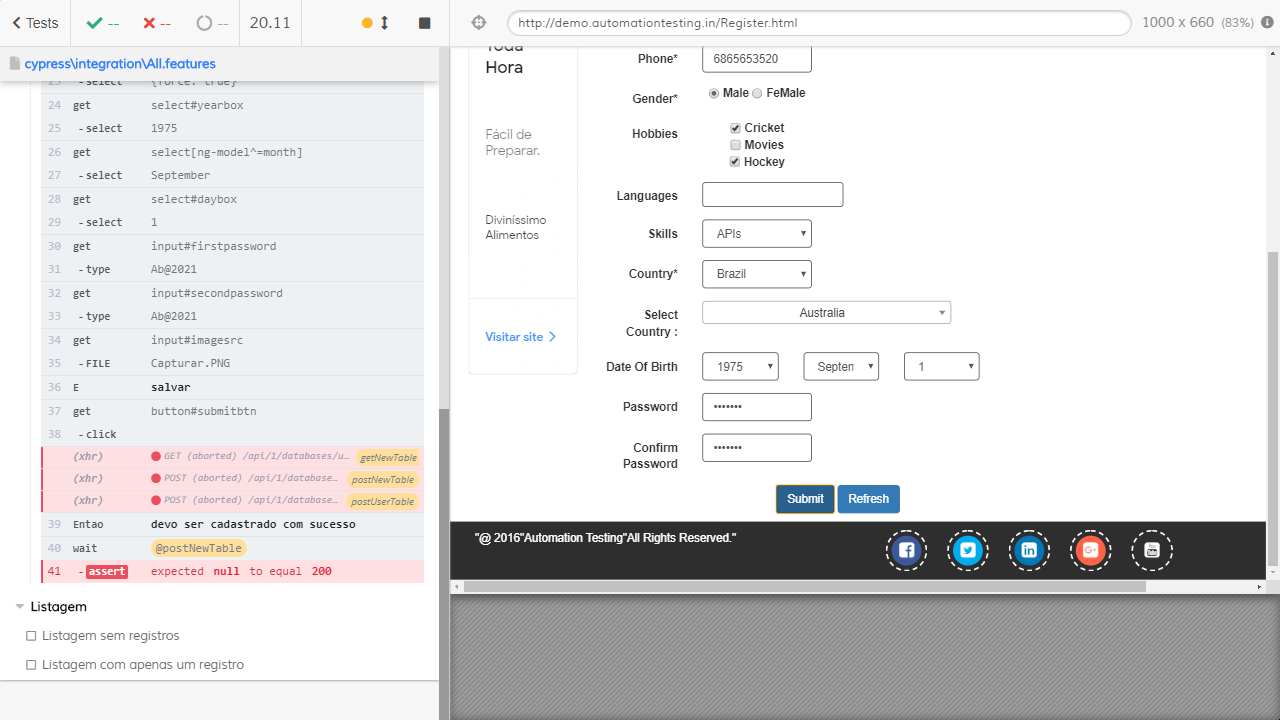 Tests
--
--
--
20.11
http://demo.automationtesting.in/Register.html
1000 x 660 (83%)
cypress\integration\All.features
23 - select {force: true}
24 get select#yearbox
25 - select 1975
26 get select[ng-model^=month]
27 - select September
28 get select#daybox
29 - select 1
30 get input#firstpassword
31 - type Ab@2021
32 get input#secondpassword
33 - type Ab@2021
34 get input#imagesrc
35 - FILE Capturar.PNG
36 E salvar
37 get button#submitbtn
38 - click
(xhr) GET (aborted) /api/1/databases/u… getNewTable
(xhr) POST (aborted) /api/1/database… postNewTable
(xhr) POST (aborted) /api/1/database… postUserTable
39 Entao devo ser cadastrado com sucesso
40 wait @postNewTable
41 - assert expected null to equal 200
Listagem
Listagem sem registros
Listagem com apenas um registro
Toda
Hora
Fácil de
Preparar.
Diviníssimo
Alimentos
Visitar site
Phone* 6865653520
Gender* Male FeMale
Hobbies Cricket
Movies
Hockey
Languages
Skills APIs
Country* Brazil
Select
Country :
Australia
Date Of Birth 1975 Septen 1
Password •••••••
Confirm
Password
•••••••
Submit Refresh
"@ 2016"Automation Testing"All Rights Reserved."